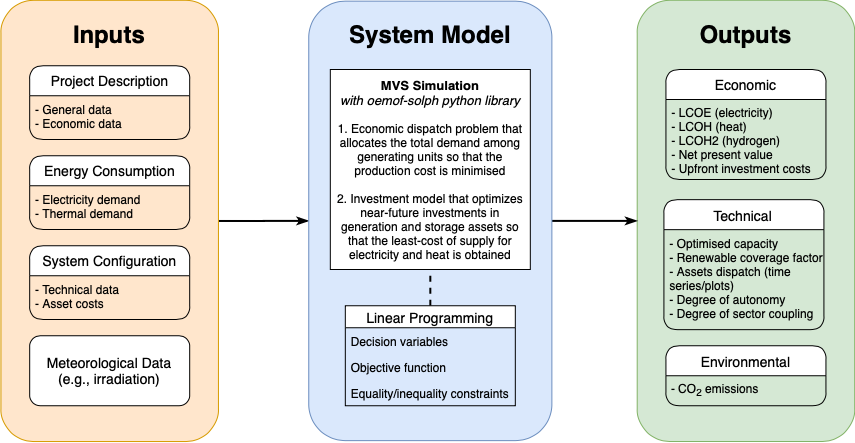 Inputs
Project Description
- General data
- Economic data
Energy Consumption
- Electricity demand
- Thermal demand
System Configuration
- Technical data
- Asset costs
Meteorological Data
(e.g., irradiation)
System Model
MVS Simulation
with oemof-solph python library
1. Economic dispatch problem that
allocates the total demand among
generating units so that the
production cost is minimised
2. Investment model that optimizes
near-future investments in
generation and storage assets so
that the least-cost of supply for
electricity and heat is obtained
Linear Programming
Decision variables
Objective function
Equality/inequality constraints
Outputs
Economic
- LCOE (electricity)
- LCOH (heat)
- LCOH2 (hydrogen)
- Net present value
- Upfront investment costs
Technical
- Optimised capacity
- Renewable coverage factor
- Assets dispatch (time
series/plots)
- Degree of autonomy
- Degree of sector coupling
Environmental
- CO₂ emissions